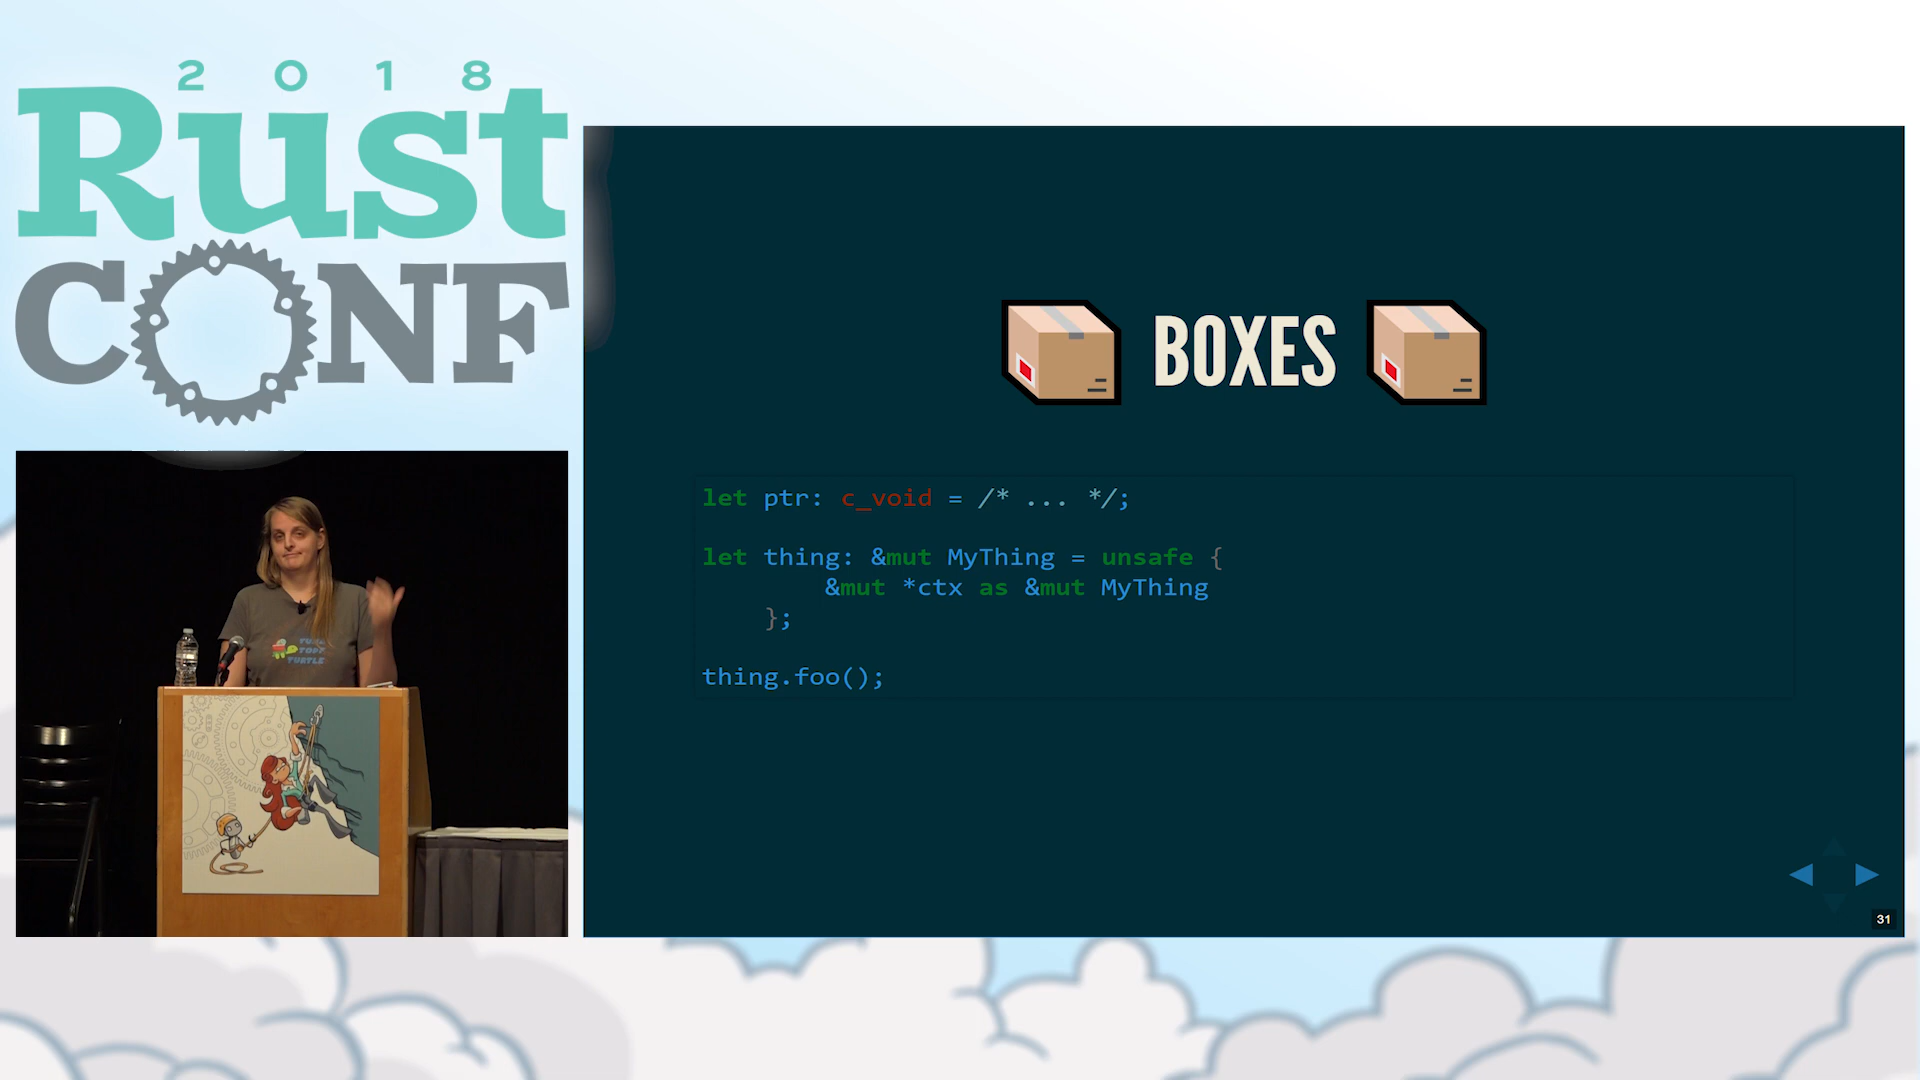 2018
Rust
CONF
BOXES
let ptr: c_void = /* ... */;
let thing: &mut MyThing = unsafe {
&mut *ctx as &mut MyThing
};
thing.foo();
TURTLE
31